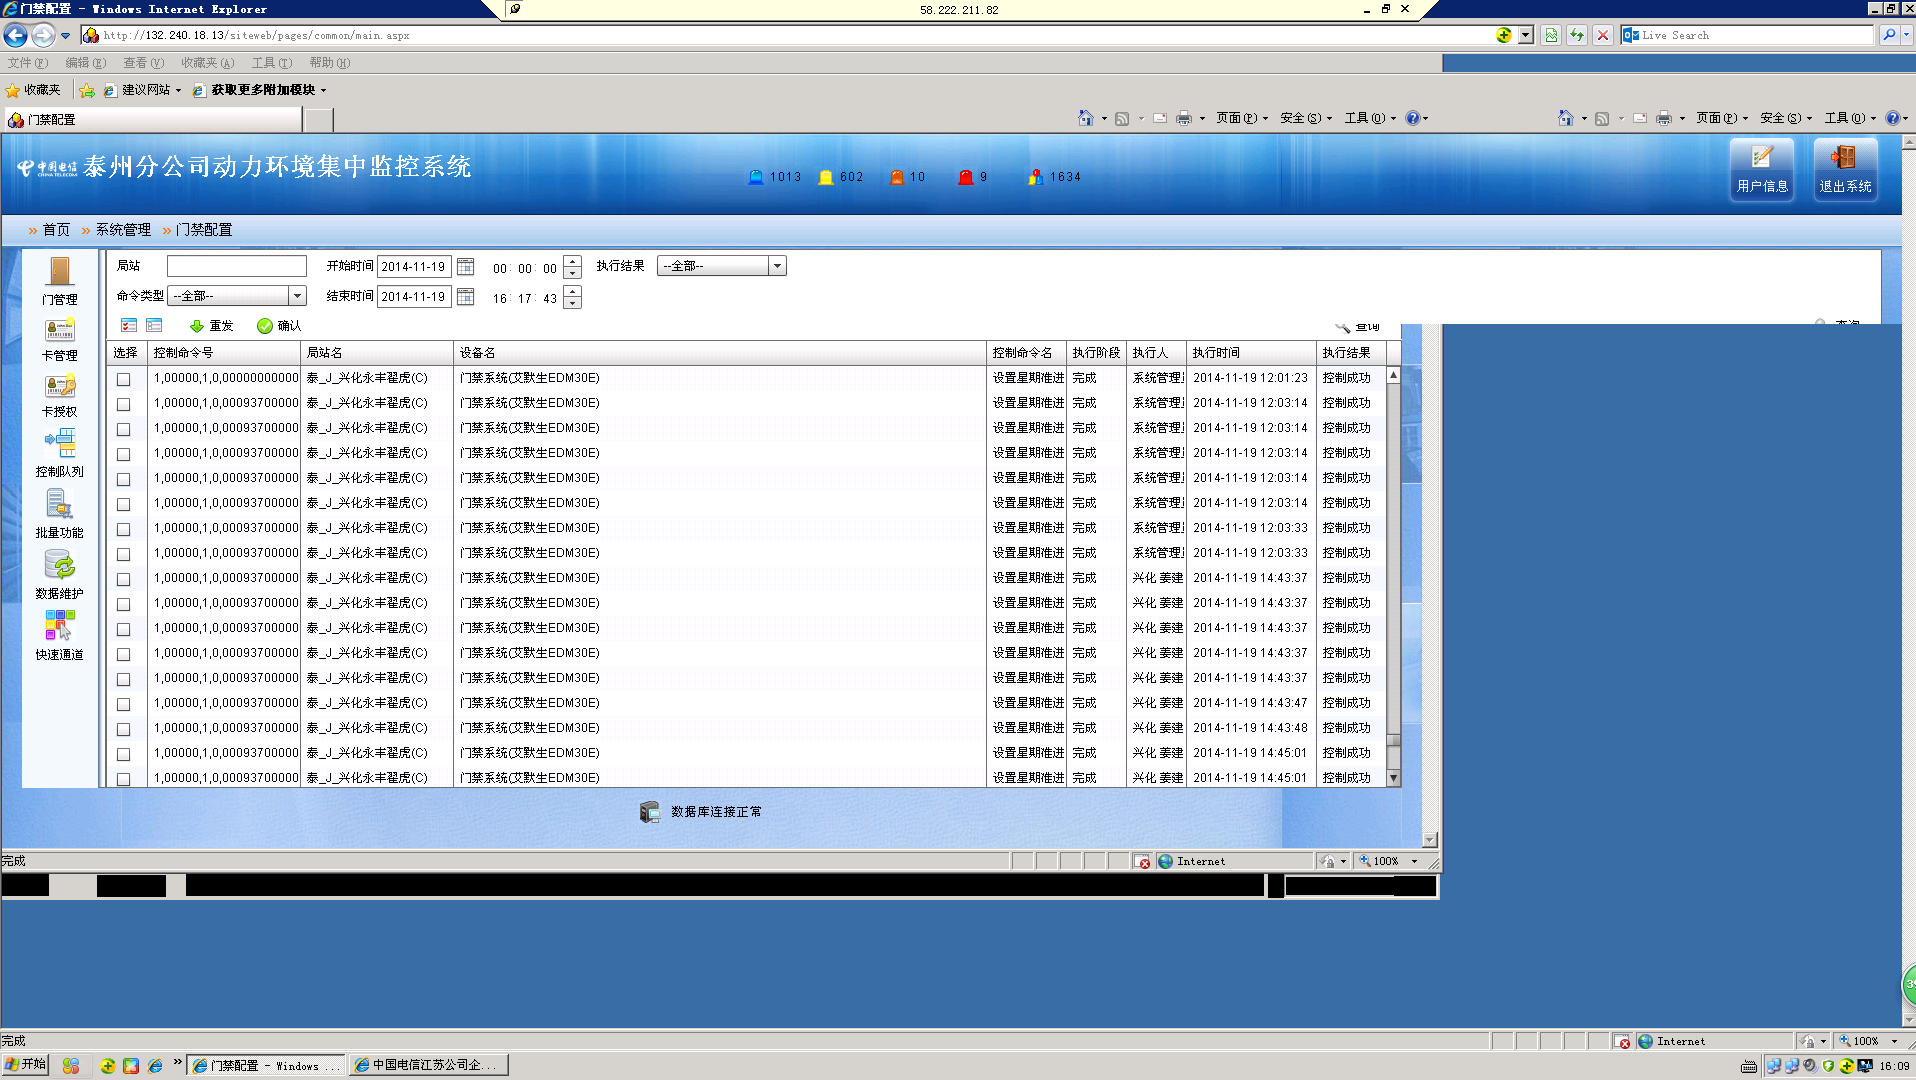 门禁配置 - Windows Internet Explorer
58.222.211.82
http://132.240.18.13/siteweb/pages/common/main.aspx
Live Search
文件(F) 编辑(E) 查看(V) 收藏夹(A) 工具(T) 帮助(H)
收藏夹 建议网站 获取更多附加模块
门禁配置
页面(P) 安全(S) 工具(O) 页面(P) 安全(S) 工具(O)
中国电信 CHINA TELECOM 泰州分公司动力环境集中监控系统
1013 602 10 9 1634
用户信息 退出系统
» 首页 » 系统管理 » 门禁配置
局站 开始时间 2014-11-19 00: 00: 00 执行结果 --全部--
命令类型 --全部-- 结束时间 2014-11-19 16: 17: 43
重发 确认 查询
门管理
卡管理
卡授权
控制队列
批量功能
数据维护
快速通道
选择 控制命令号 局站名 设备名 控制命令名 执行阶段 执行人 执行时间 执行结果
1,00000,1,0,00000000000 泰_J_兴化永丰翟虎(C) 门禁系统(艾默生EDM30E) 设置星期准进 完成 系统管理 2014-11-19 12:01:23 控制成功
1,00000,1,0,00093700000 泰_J_兴化永丰翟虎(C) 门禁系统(艾默生EDM30E) 设置星期准进 完成 系统管理 2014-11-19 12:03:14 控制成功
1,00000,1,0,00093700000 泰_J_兴化永丰翟虎(C) 门禁系统(艾默生EDM30E) 设置星期准进 完成 系统管理 2014-11-19 12:03:14 控制成功
1,00000,1,0,00093700000 泰_J_兴化永丰翟虎(C) 门禁系统(艾默生EDM30E) 设置星期准进 完成 系统管理 2014-11-19 12:03:14 控制成功
1,00000,1,0,00093700000 泰_J_兴化永丰翟虎(C) 门禁系统(艾默生EDM30E) 设置星期准进 完成 系统管理 2014-11-19 12:03:14 控制成功
1,00000,1,0,00093700000 泰_J_兴化永丰翟虎(C) 门禁系统(艾默生EDM30E) 设置星期准进 完成 系统管理 2014-11-19 12:03:14 控制成功
1,00000,1,0,00093700000 泰_J_兴化永丰翟虎(C) 门禁系统(艾默生EDM30E) 设置星期准进 完成 系统管理 2014-11-19 12:03:33 控制成功
1,00000,1,0,00093700000 泰_J_兴化永丰翟虎(C) 门禁系统(艾默生EDM30E) 设置星期准进 完成 系统管理 2014-11-19 12:03:33 控制成功
1,00000,1,0,00093700000 泰_J_兴化永丰翟虎(C) 门禁系统(艾默生EDM30E) 设置星期准进 完成 兴化 姜建 2014-11-19 14:43:37 控制成功
1,00000,1,0,00093700000 泰_J_兴化永丰翟虎(C) 门禁系统(艾默生EDM30E) 设置星期准进 完成 兴化 姜建 2014-11-19 14:43:37 控制成功
1,00000,1,0,00093700000 泰_J_兴化永丰翟虎(C) 门禁系统(艾默生EDM30E) 设置星期准进 完成 兴化 姜建 2014-11-19 14:43:37 控制成功
1,00000,1,0,00093700000 泰_J_兴化永丰翟虎(C) 门禁系统(艾默生EDM30E) 设置星期准进 完成 兴化 姜建 2014-11-19 14:43:37 控制成功
1,00000,1,0,00093700000 泰_J_兴化永丰翟虎(C) 门禁系统(艾默生EDM30E) 设置星期准进 完成 兴化 姜建 2014-11-19 14:43:37 控制成功
1,00000,1,0,00093700000 泰_J_兴化永丰翟虎(C) 门禁系统(艾默生EDM30E) 设置星期准进 完成 兴化 姜建 2014-11-19 14:43:47 控制成功
1,00000,1,0,00093700000 泰_J_兴化永丰翟虎(C) 门禁系统(艾默生EDM30E) 设置星期准进 完成 兴化 姜建 2014-11-19 14:43:48 控制成功
1,00000,1,0,00093700000 泰_J_兴化永丰翟虎(C) 门禁系统(艾默生EDM30E) 设置星期准进 完成 兴化 姜建 2014-11-19 14:45:01 控制成功
1,00000,1,0,00093700000 泰_J_兴化永丰翟虎(C) 门禁系统(艾默生EDM30E) 设置星期准进 完成 兴化 姜建 2014-11-19 14:45:01 控制成功
数据库连接正常
完成 Internet 100%
完成 Internet 100%
开始 门禁配置 - Windows ... 中国电信江苏公司企... 16:09